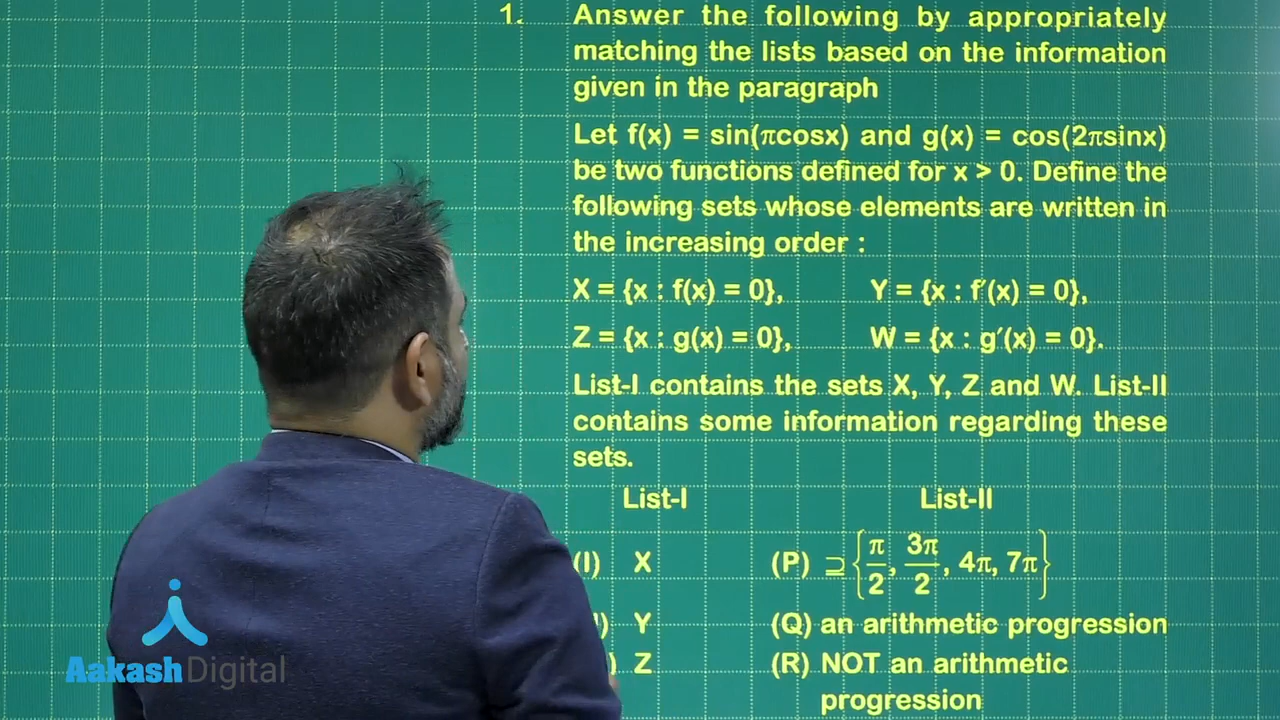 1. Answer the following by appropriately
matching the lists based on the information
given in the paragraph
Let f(x) = sin(πcosx) and g(x) = cos(2πsinx)
be two functions defined for x > 0. Define the
following sets whose elements are written in
the increasing order :
X = {x : f(x) = 0}, Y = {x : f′(x) = 0},
Z = {x : g(x) = 0}, W = {x : g′(x) = 0}.
List-I contains the sets X, Y, Z and W. List-II
contains some information regarding these
sets.
List-I List-II
(I) X (P) ⊇ {π/2, 3π/2, 4π, 7π}
) Y (Q) an arithmetic progression
) Z (R) NOT an arithmetic
progression
Aakash Digital